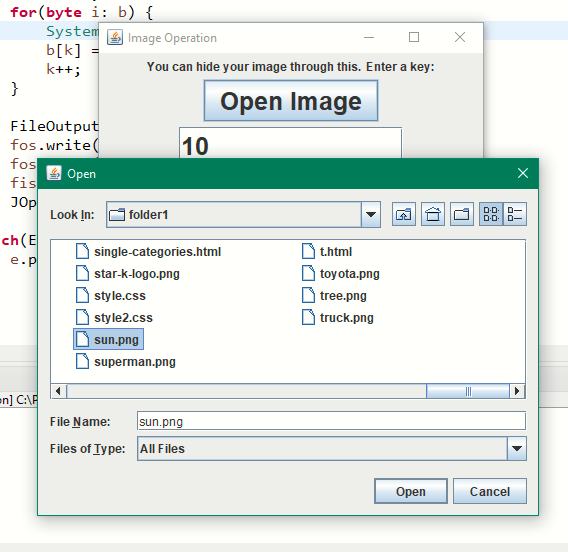 for(byte i: b) {
System
b[k] =
k++;
}
FileOutput
fos.write(
fos
fis
JOp
ch(E
e.p
on] C:\P
Image Operation
You can hide your image through this. Enter a key:
Open Image
10
Open
Look In:
folder1
single-categories.html
star-k-logo.png
style.css
style2.css
sun.png
superman.png
t.html
toyota.png
tree.png
truck.png
File Name:
sun.png
Files of Type:
All Files
Open
Cancel